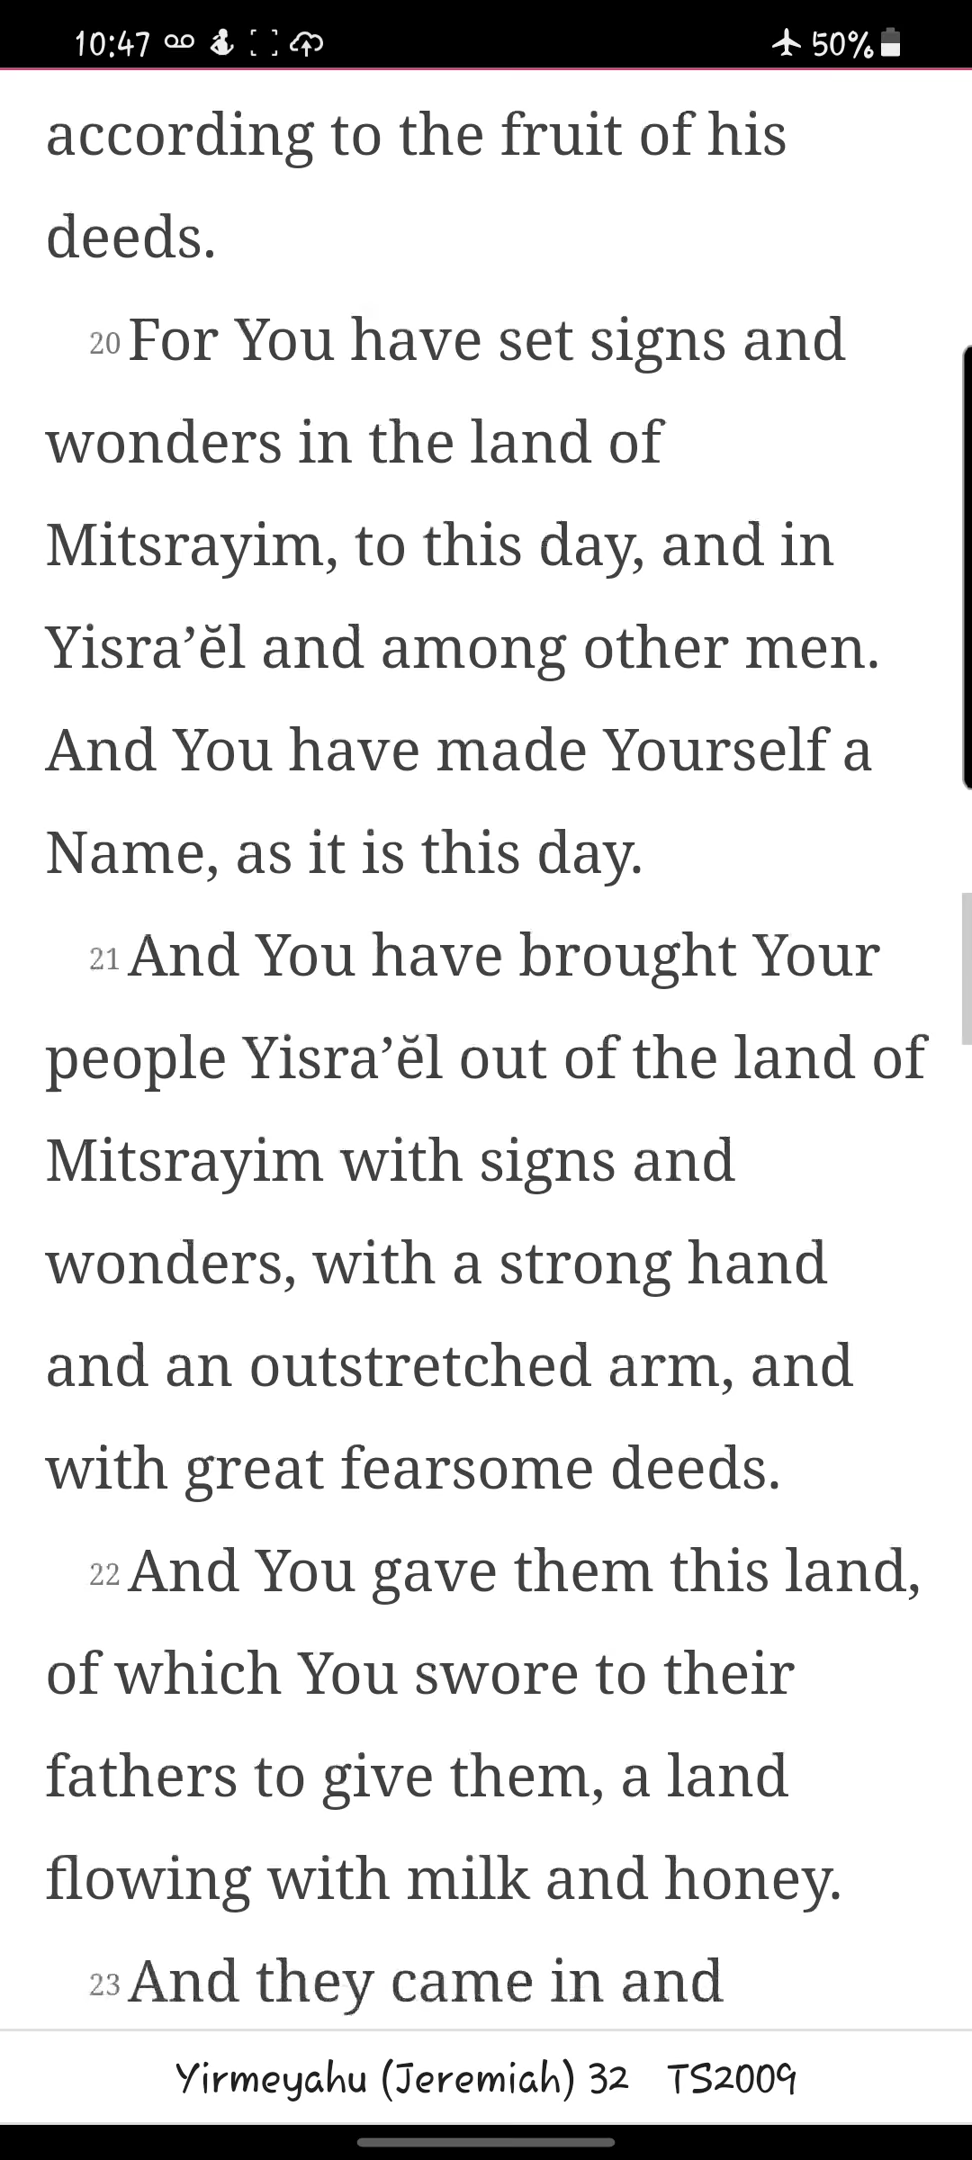 10:47 50%
according to the fruit of his
deeds.
20 For You have set signs and
wonders in the land of
Mitsrayim, to this day, and in
Yisra’ĕl and among other men.
And You have made Yourself a
Name, as it is this day.
21 And You have brought Your
people Yisra’ĕl out of the land of
Mitsrayim with signs and
wonders, with a strong hand
and an outstretched arm, and
with great fearsome deeds.
22 And You gave them this land,
of which You swore to their
fathers to give them, a land
flowing with milk and honey.
23 And they came in and
Yirmeyahu (Jeremiah) 32 TS2009